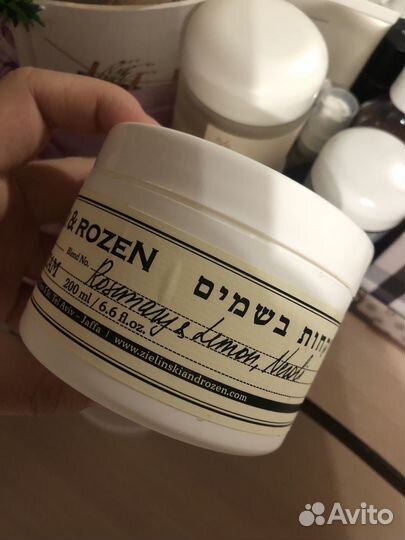 & ROZEN
קחות בשמים
Blend No.
Rosemary & Lemon, Neroli
200 ml / 6.6 fl.oz.
Tel Aviv - Jaffa | www.zielinskiandrozen.com
Avito